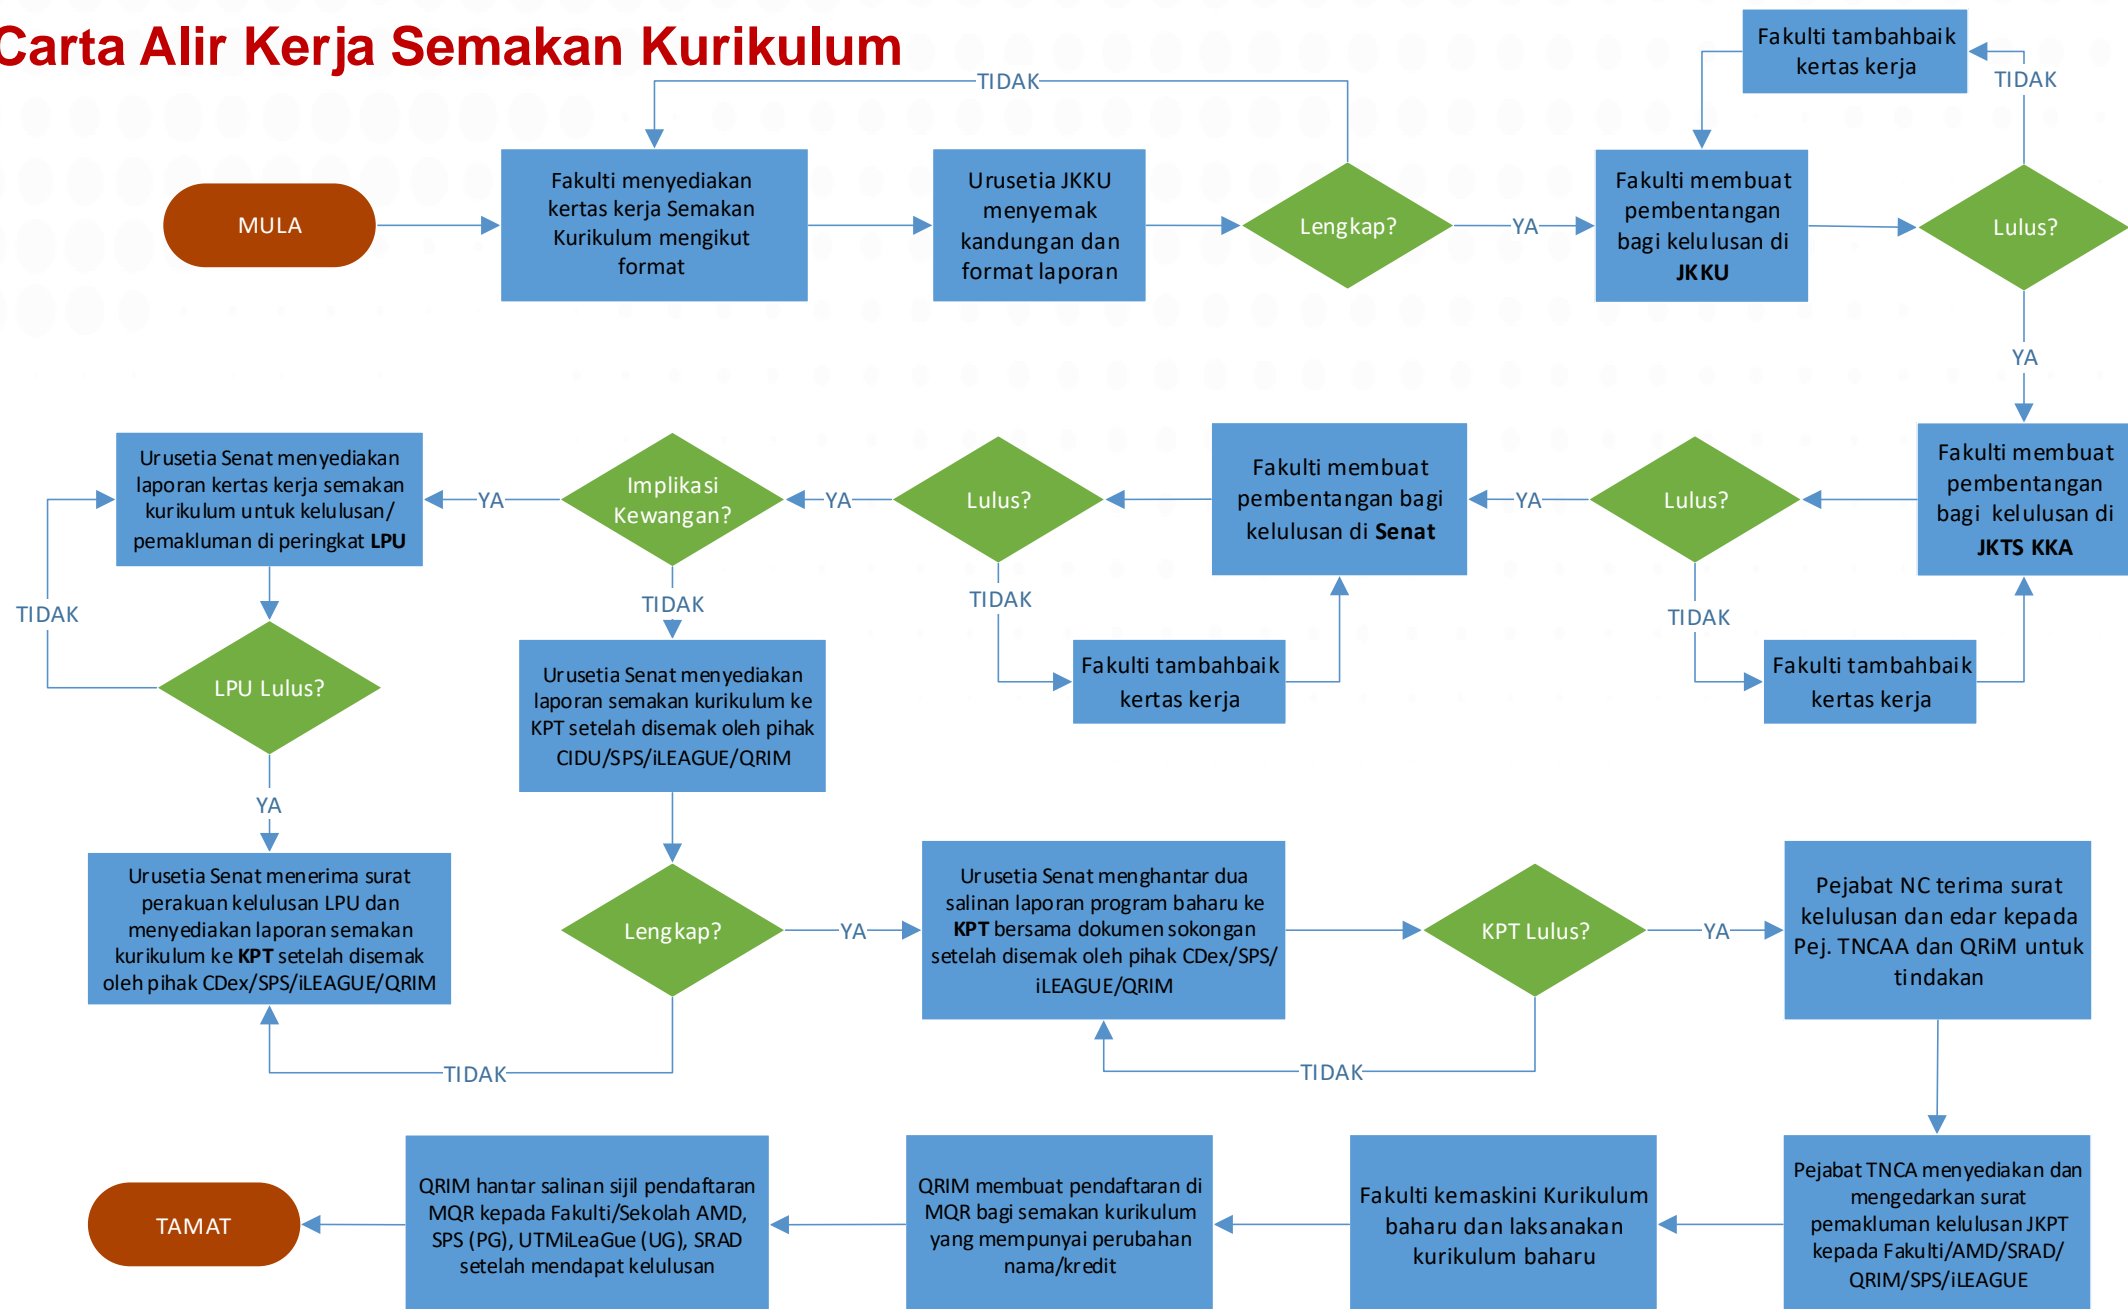 Carta Alir Kerja Semakan Kurikulum
Fakulti tambahbaik
kertas kerja
TIDAK
TIDAK
MULA
Fakulti menyediakan
kertas kerja Semakan
Kurikulum mengikut
format
Urusetia JKKU
menyemak
kandungan dan
format laporan
Lengkap?
YA
Fakulti membuat
pembentangan
bagi kelulusan di
JKKU
Lulus?
YA
Fakulti membuat
pembentangan
bagi kelulusan di
JKTS KKA
Lulus?
YA
TIDAK
Fakulti tambahbaik
kertas kerja
Fakulti membuat
pembentangan bagi
kelulusan di Senat
Lulus?
YA
TIDAK
Fakulti tambahbaik
kertas kerja
Implikasi
Kewangan?
YA
TIDAK
Urusetia Senat menyediakan
laporan kertas kerja semakan
kurikulum untuk kelulusan/
pemakluman di peringkat LPU
TIDAK
LPU Lulus?
YA
Urusetia Senat menyediakan
laporan semakan kurikulum ke
KPT setelah disemak oleh pihak
CIDU/SPS/iLEAGUE/QRIM
Urusetia Senat menerima surat
perakuan kelulusan LPU dan
menyediakan laporan semakan
kurikulum ke KPT setelah disemak
oleh pihak CDex/SPS/iLEAGUE/QRIM
Lengkap?
YA
TIDAK
Urusetia Senat menghantar dua
salinan laporan program baharu ke
KPT bersama dokumen sokongan
setelah disemak oleh pihak CDex/SPS/
iLEAGUE/QRIM
KPT Lulus?
YA
TIDAK
Pejabat NC terima surat
kelulusan dan edar kepada
Pej. TNCAA dan QRiM untuk
tindakan
Pejabat TNCA menyediakan dan
mengedarkan surat
pemakluman kelulusan JKPT
kepada Fakulti/AMD/SRAD/
QRIM/SPS/iLEAGUE
Fakulti kemaskini Kurikulum
baharu dan laksanakan
kurikulum baharu
QRIM membuat pendaftaran di
MQR bagi semakan kurikulum
yang mempunyai perubahan
nama/kredit
QRIM hantar salinan sijil pendaftaran
MQR kepada Fakulti/Sekolah AMD,
SPS (PG), UTMiLeaGue (UG), SRAD
setelah mendapat kelulusan
TAMAT